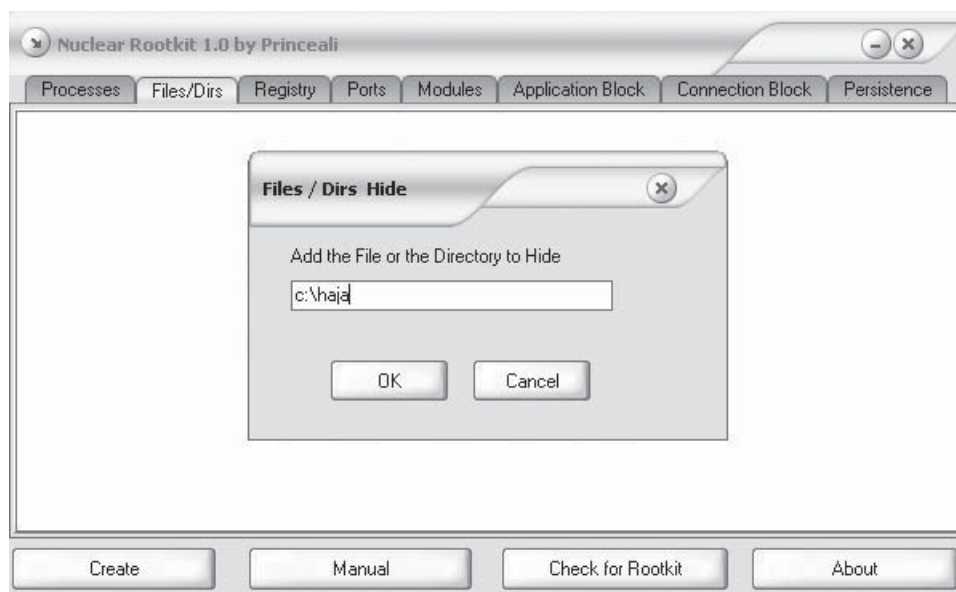 Nuclear Rootkit 1.0 by Princeali
Processes Files/Dirs Registry Ports Modules Application Block Connection Block Persistence
Files / Dirs Hide
Add the File or the Directory to Hide
c:\haja
OK Cancel
Create Manual Check for Rootkit About